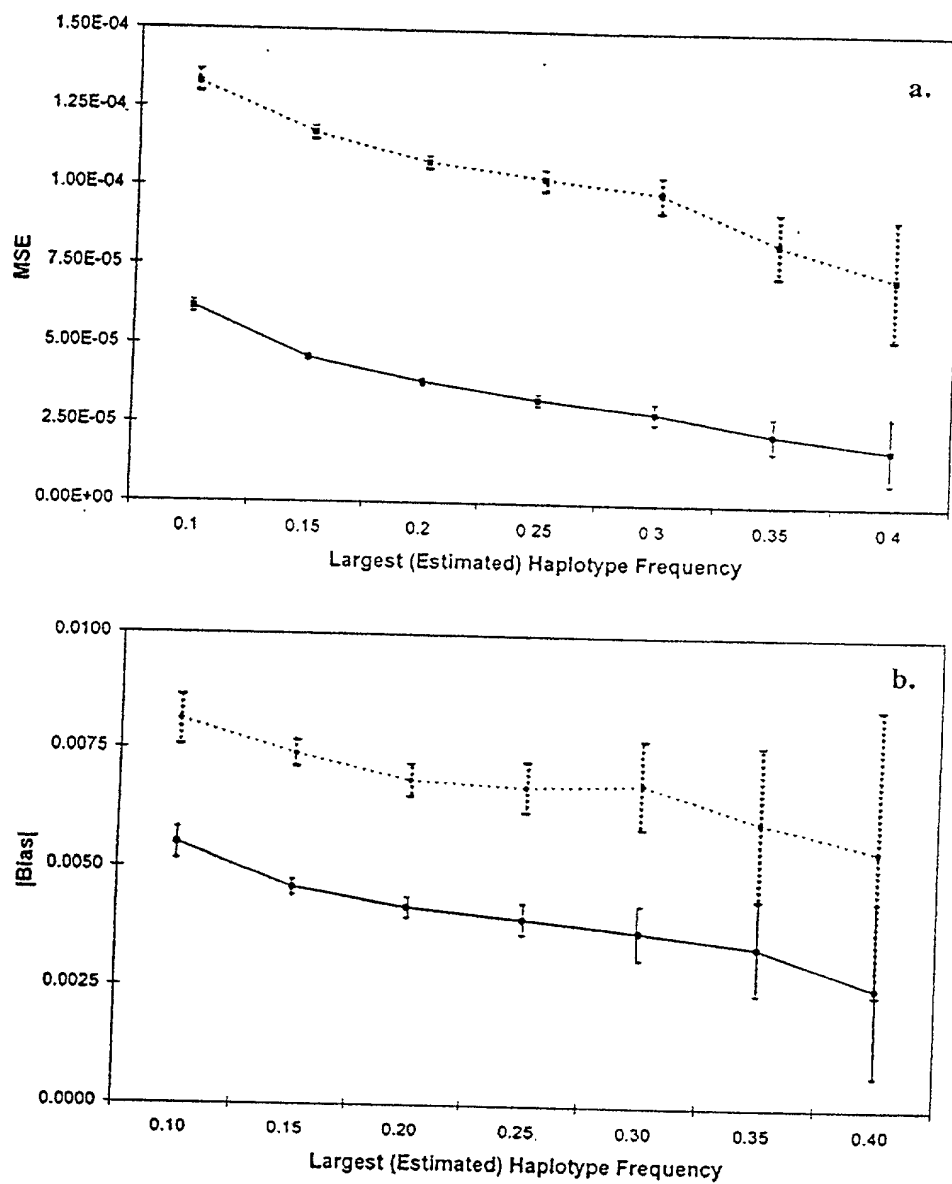 1.50E-04
a.
1.25E-04
1.00E-04
7.50E-05
MSE
5.00E-05
2.50E-05
0.00E+00
0.1 0.15 0.2 0 25 0 3 0.35 0 4
Largest (Estimated) Haplotype Frequency
0.0100
b.
0.0075
|Bias|
0.0050
0.0025
0.0000
0.10 0.15 0.20 0.25 0.30 0.35 0.40
Largest (Estimated) Haplotype Frequency